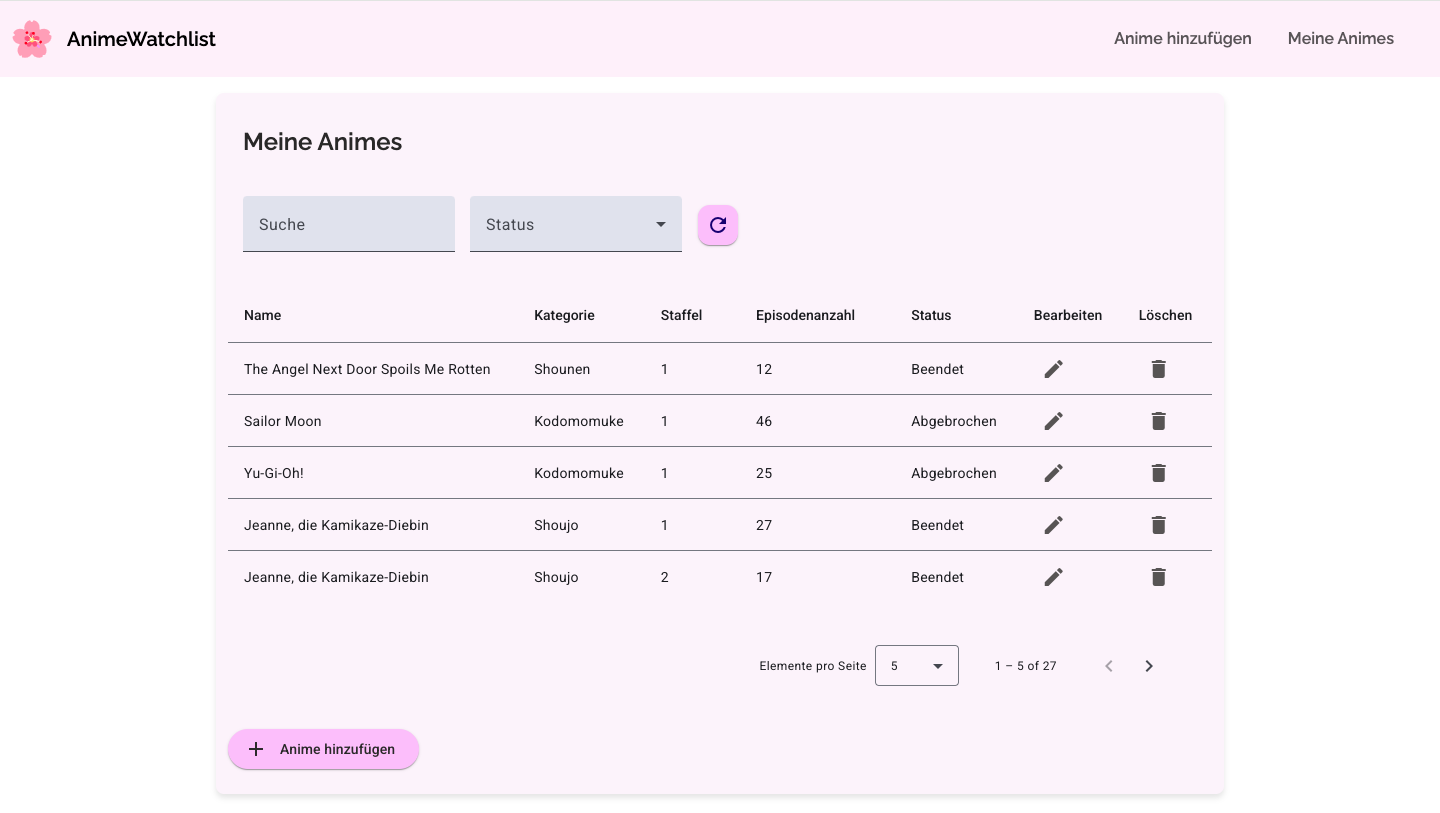 AnimeWatchlist
Anime hinzufügen Meine Animes
Meine Animes
Suche Status
Name Kategorie Staffel Episodenanzahl Status Bearbeiten Löschen
The Angel Next Door Spoils Me Rotten Shounen 1 12 Beendet
Sailor Moon Kodomomuke 1 46 Abgebrochen
Yu-Gi-Oh! Kodomomuke 1 25 Abgebrochen
Jeanne, die Kamikaze-Diebin Shoujo 1 27 Beendet
Jeanne, die Kamikaze-Diebin Shoujo 2 17 Beendet
Elemente pro Seite 5 1 – 5 of 27
Anime hinzufügen